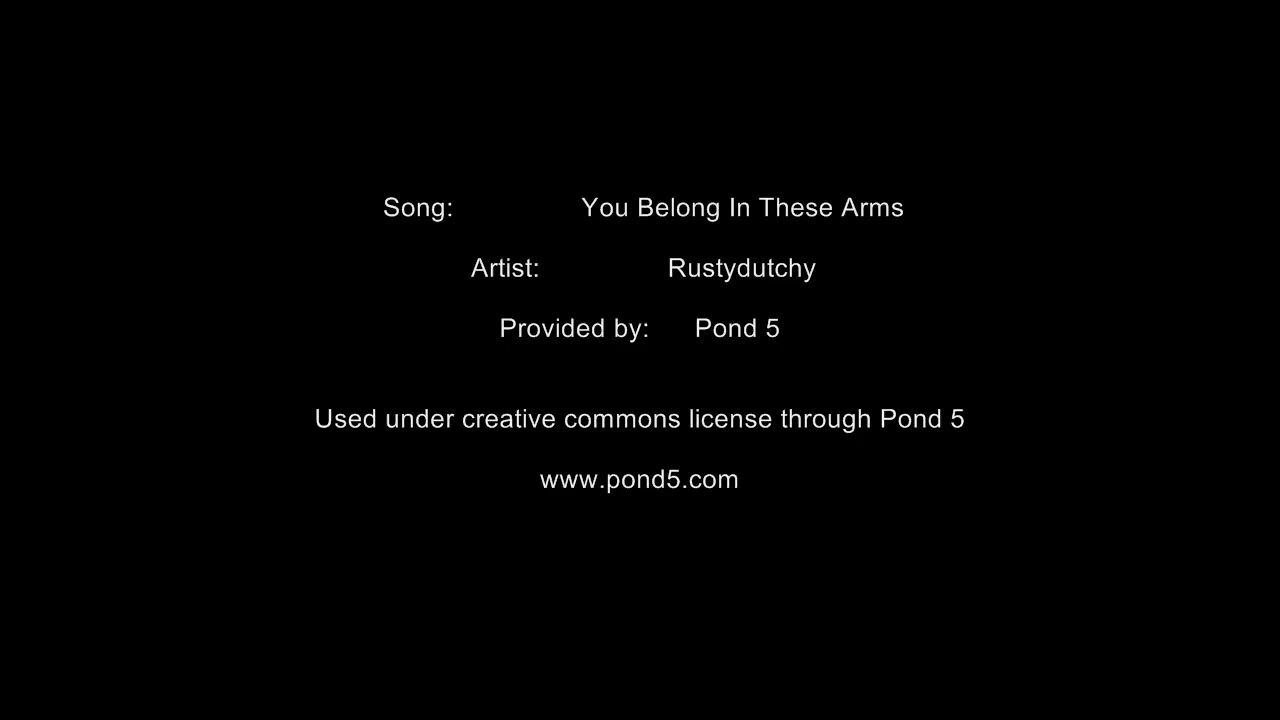 Song: You Belong In These Arms
Artist: Rustydutchy
Provided by: Pond 5
Used under creative commons license through Pond 5
www.pond5.com